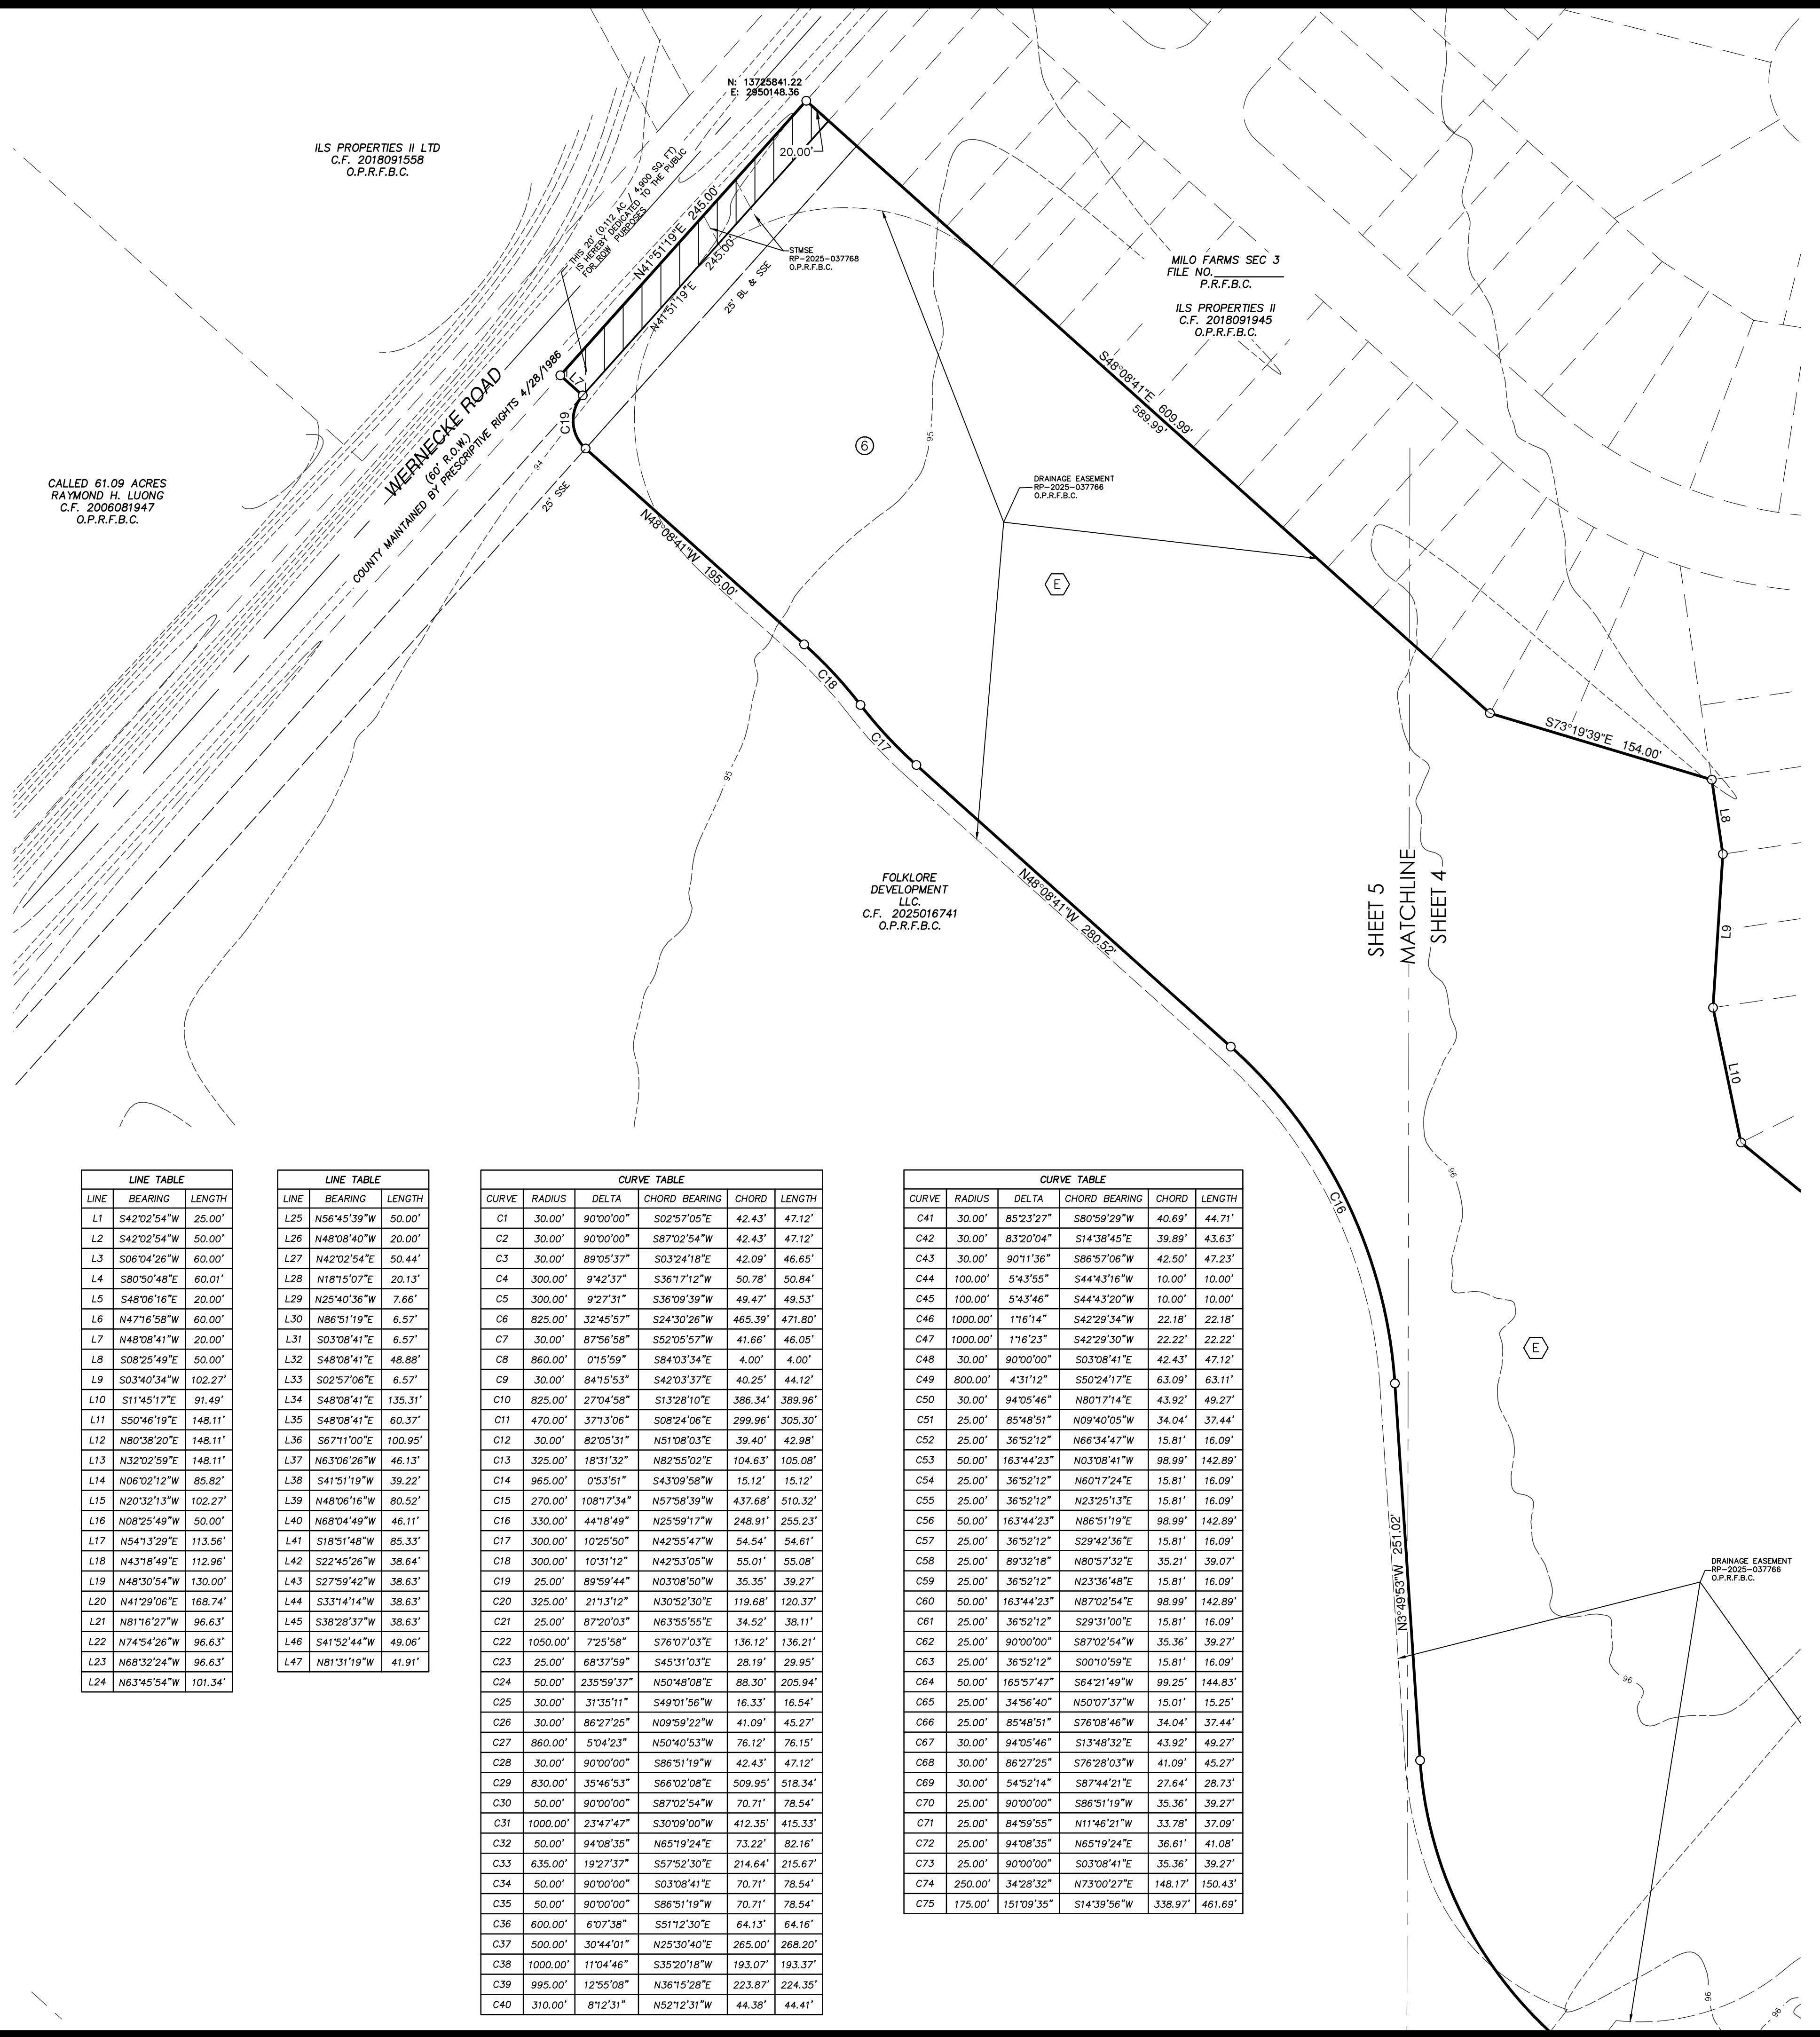 N: 13725841.22
E: 2950148.36
ILS PROPERTIES II LTD
C.F. 2018091558
O.P.R.F.B.C.
20.00'
THIS 20' (0.112 AC / 4,900 SQ. FT)
IS HEREBY DEDICATED TO THE PUBLIC
FOR ROW PURPOSES
N41°51'19"E 245.00'
245.00'
N41°51'19"E
STMSE
RP-2025-037768
O.P.R.F.B.C.
25' BL & SSE
MILO FARMS SEC 3
FILE NO.
P.R.F.B.C.
ILS PROPERTIES II
C.F. 2018091945
O.P.R.F.B.C.
S48°08'41"E 609.99'
589.99'
L7
C19
WERNECKE ROAD
(60' R.O.W.)
COUNTY MAINTAINED BY PRESCRIPTIVE RIGHTS 4/28/1986
CALLED 61.09 ACRES
RAYMOND H. LUONG
C.F. 2006081947
O.P.R.F.B.C.
6
95
94
25' SSE
DRAINAGE EASEMENT
RP-2025-037766
O.P.R.F.B.C.
N48°08'41"W 195.00'
E
C18
C17
95
S73°19'39"E 154.00'
L8
L9
L10
FOLKLORE
DEVELOPMENT
LLC.
C.F. 2025016741
O.P.R.F.B.C.
N48°08'41"W 280.52'
SHEET 5
MATCHLINE
SHEET 4
C16
96
E
N3°49'53"W 251.02'
DRAINAGE EASEMENT
RP-2025-037766
O.P.R.F.B.C.
96
96
96
LINE TABLE
LINE BEARING LENGTH
L1 S42°02'54"W 25.00'
L2 S42°02'54"W 50.00'
L3 S06°04'26"W 60.00'
L4 S80°50'48"E 60.01'
L5 S48°06'16"E 20.00'
L6 N47°16'58"W 60.00'
L7 N48°08'41"W 20.00'
L8 S08°25'49"E 50.00'
L9 S03°40'34"W 102.27'
L10 S11°45'17"E 91.49'
L11 S50°46'19"E 148.11'
L12 N80°38'20"E 148.11'
L13 N32°02'59"E 148.11'
L14 N06°02'12"W 85.82'
L15 N20°32'13"W 102.27'
L16 N08°25'49"W 50.00'
L17 N54°13'29"E 113.56'
L18 N43°18'49"E 112.96'
L19 N48°30'54"W 130.00'
L20 N41°29'06"E 168.74'
L21 N81°16'27"W 96.63'
L22 N74°54'26"W 96.63'
L23 N68°32'24"W 96.63'
L24 N63°45'54"W 101.34'
LINE TABLE
LINE BEARING LENGTH
L25 N56°45'39"W 50.00'
L26 N48°08'40"W 20.00'
L27 N42°02'54"E 50.44'
L28 N18°15'07"E 20.13'
L29 N25°40'36"W 7.66'
L30 N86°51'19"E 6.57'
L31 S03°08'41"E 6.57'
L32 S48°08'41"E 48.88'
L33 S02°57'06"E 6.57'
L34 S48°08'41"E 135.31'
L35 S48°08'41"E 60.37'
L36 S67°11'00"E 100.95'
L37 N63°06'26"W 46.13'
L38 S41°51'19"W 39.22'
L39 N48°06'16"W 80.52'
L40 N68°04'49"W 46.11'
L41 S18°51'48"W 85.33'
L42 S22°45'26"W 38.64'
L43 S27°59'42"W 38.63'
L44 S33°14'14"W 38.63'
L45 S38°28'37"W 38.63'
L46 S41°52'44"W 49.06'
L47 N81°31'19"W 41.91'
CURVE TABLE
CURVE RADIUS DELTA CHORD BEARING CHORD LENGTH
C1 30.00' 90°00'00" S02°57'05"E 42.43' 47.12'
C2 30.00' 90°00'00" S87°02'54"W 42.43' 47.12'
C3 30.00' 89°05'37" S03°24'18"E 42.09' 46.65'
C4 300.00' 9°42'37" S36°17'12"W 50.78' 50.84'
C5 300.00' 9°27'31" S36°09'39"W 49.47' 49.53'
C6 825.00' 32°45'57" S24°30'26"W 465.39' 471.80'
C7 30.00' 87°56'58" S52°05'57"W 41.66' 46.05'
C8 860.00' 0°15'59" S84°03'34"E 4.00' 4.00'
C9 30.00' 84°15'53" S42°03'37"E 40.25' 44.12'
C10 825.00' 27°04'58" S13°28'10"E 386.34' 389.96'
C11 470.00' 37°13'06" S08°24'06"E 299.96' 305.30'
C12 30.00' 82°05'31" N51°08'03"E 39.40' 42.98'
C13 325.00' 18°31'32" N82°55'02"E 104.63' 105.08'
C14 965.00' 0°53'51" S43°09'58"W 15.12' 15.12'
C15 270.00' 108°17'34" N57°58'39"W 437.68' 510.32'
C16 330.00' 44°18'49" N25°59'17"W 248.91' 255.23'
C17 300.00' 10°25'50" N42°55'47"W 54.54' 54.61'
C18 300.00' 10°31'12" N42°53'05"W 55.01' 55.08'
C19 25.00' 89°59'44" N03°08'50"W 35.35' 39.27'
C20 325.00' 21°13'12" N30°52'30"E 119.68' 120.37'
C21 25.00' 87°20'03" N63°55'55"E 34.52' 38.11'
C22 1050.00' 7°25'58" S76°07'03"E 136.12' 136.21'
C23 25.00' 68°37'59" S45°31'03"E 28.19' 29.95'
C24 50.00' 235°59'37" N50°48'08"E 88.30' 205.94'
C25 30.00' 31°35'11" S49°01'56"W 16.33' 16.54'
C26 30.00' 86°27'25" N09°59'22"W 41.09' 45.27'
C27 860.00' 5°04'23" N50°40'53"W 76.12' 76.15'
C28 30.00' 90°00'00" S86°51'19"W 42.43' 47.12'
C29 830.00' 35°46'53" S66°02'08"E 509.95' 518.34'
C30 50.00' 90°00'00" S87°02'54"W 70.71' 78.54'
C31 1000.00' 23°47'47" S30°09'00"W 412.35' 415.33'
C32 50.00' 94°08'35" N65°19'24"E 73.22' 82.16'
C33 635.00' 19°27'37" S57°52'30"E 214.64' 215.67'
C34 50.00' 90°00'00" S03°08'41"E 70.71' 78.54'
C35 50.00' 90°00'00" S86°51'19"W 70.71' 78.54'
C36 600.00' 6°07'38" S51°12'30"E 64.13' 64.16'
C37 500.00' 30°44'01" N25°30'40"E 265.00' 268.20'
C38 1000.00' 11°04'46" S35°20'18"W 193.07' 193.37'
C39 995.00' 12°55'08" N36°15'28"E 223.87' 224.35'
C40 310.00' 8°12'31" N52°12'31"W 44.38' 44.41'
CURVE TABLE
CURVE RADIUS DELTA CHORD BEARING CHORD LENGTH
C41 30.00' 85°23'27" S80°59'29"W 40.69' 44.71'
C42 30.00' 83°20'04" S14°38'45"E 39.89' 43.63'
C43 30.00' 90°11'36" S86°57'06"W 42.50' 47.23'
C44 100.00' 5°43'55" S44°43'16"W 10.00' 10.00'
C45 100.00' 5°43'46" S44°43'20"W 10.00' 10.00'
C46 1000.00' 1°16'14" S42°29'34"W 22.18' 22.18'
C47 1000.00' 1°16'23" S42°29'30"W 22.22' 22.22'
C48 30.00' 90°00'00" S03°08'41"E 42.43' 47.12'
C49 800.00' 4°31'12" S50°24'17"E 63.09' 63.11'
C50 30.00' 94°05'46" N80°17'14"E 43.92' 49.27'
C51 25.00' 85°48'51" N09°40'05"W 34.04' 37.44'
C52 25.00' 36°52'12" N66°34'47"W 15.81' 16.09'
C53 50.00' 163°44'23" N03°08'41"W 98.99' 142.89'
C54 25.00' 36°52'12" N60°17'24"E 15.81' 16.09'
C55 25.00' 36°52'12" N23°25'13"E 15.81' 16.09'
C56 50.00' 163°44'23" N86°51'19"E 98.99' 142.89'
C57 25.00' 36°52'12" S29°42'36"E 15.81' 16.09'
C58 25.00' 89°32'18" N80°57'32"E 35.21' 39.07'
C59 25.00' 36°52'12" N23°36'48"E 15.81' 16.09'
C60 50.00' 163°44'23" N87°02'54"E 98.99' 142.89'
C61 25.00' 36°52'12" S29°31'00"E 15.81' 16.09'
C62 25.00' 90°00'00" S87°02'54"W 35.36' 39.27'
C63 25.00' 36°52'12" S00°10'59"E 15.81' 16.09'
C64 50.00' 165°57'47" S64°21'49"W 99.25' 144.83'
C65 25.00' 34°56'40" N50°07'37"W 15.01' 15.25'
C66 25.00' 85°48'51" S76°08'46"W 34.04' 37.44'
C67 30.00' 94°05'46" S13°48'32"E 43.92' 49.27'
C68 30.00' 86°27'25" S76°28'03"W 41.09' 45.27'
C69 30.00' 54°52'14" S87°44'21"E 27.64' 28.73'
C70 25.00' 90°00'00" S86°51'19"W 35.36' 39.27'
C71 25.00' 84°59'55" N11°46'21"W 33.78' 37.09'
C72 25.00' 94°08'35" N65°19'24"E 36.61' 41.08'
C73 25.00' 90°00'00" S03°08'41"E 35.36' 39.27'
C74 250.00' 34°28'32" N73°00'27"E 148.17' 150.43'
C75 175.00' 151°09'35" S14°39'56"W 338.97' 461.69'